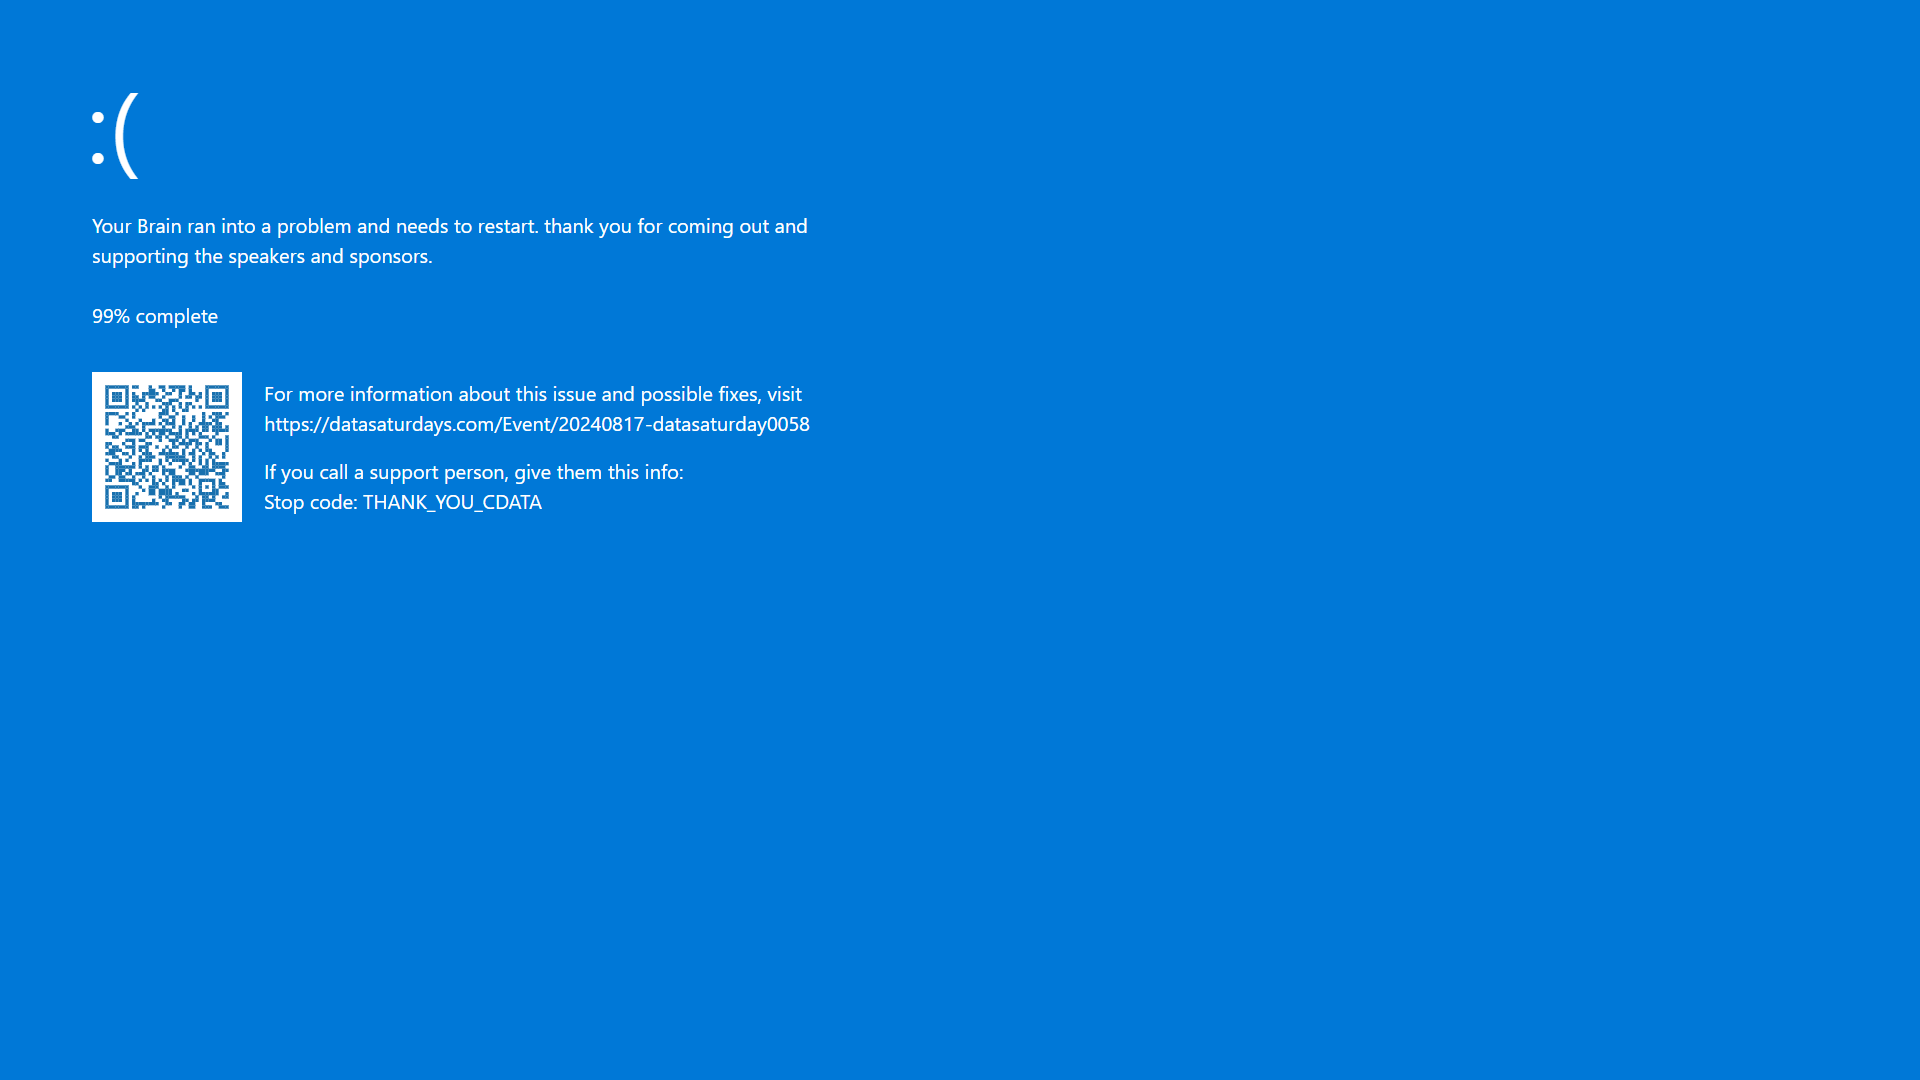 :(
Your Brain ran into a problem and needs to restart. thank you for coming out and
supporting the speakers and sponsors.
99% complete
For more information about this issue and possible fixes, visit
https://datasaturdays.com/Event/20240817-datasaturday0058
If you call a support person, give them this info:
Stop code: THANK_YOU_CDATA